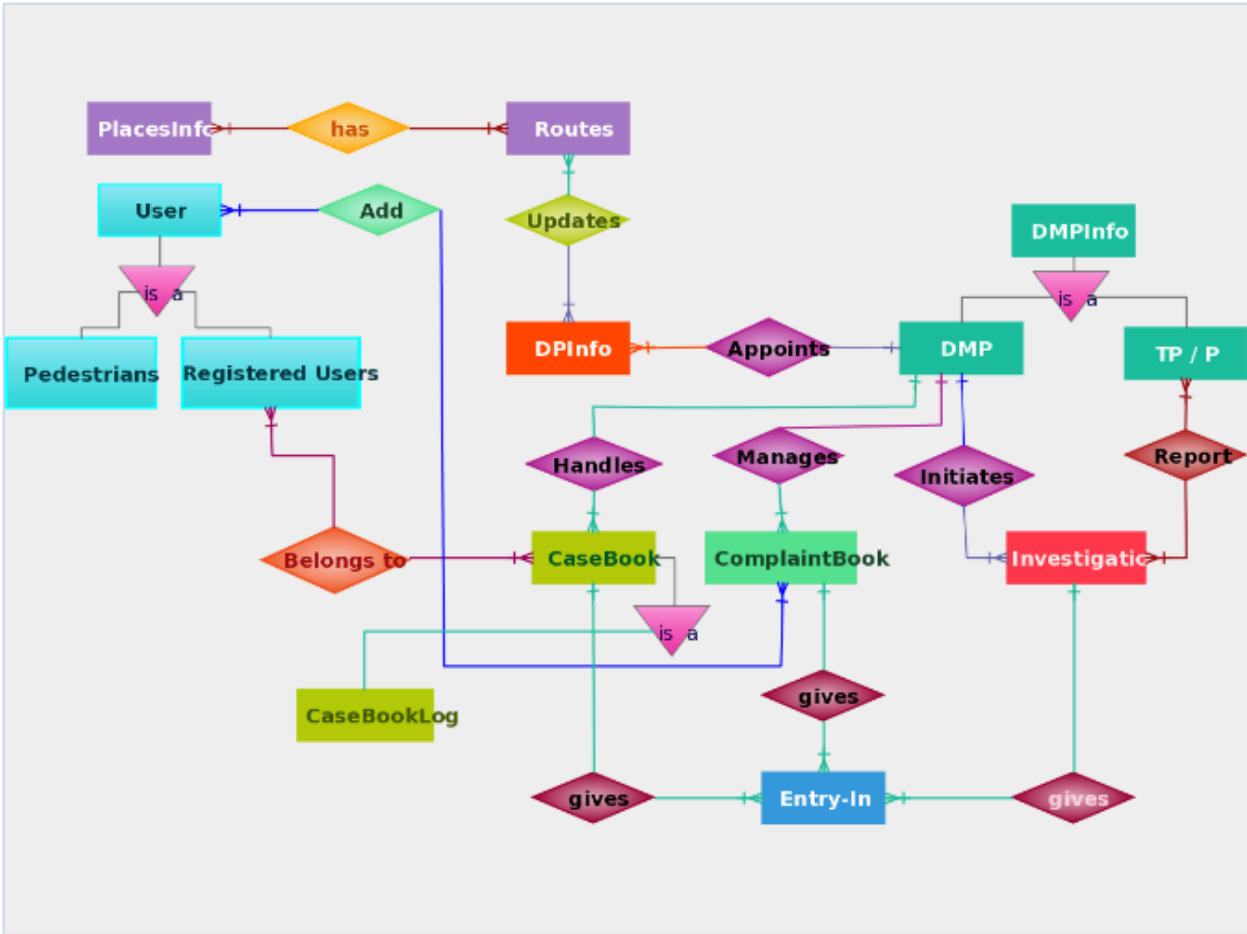 PlacesInfo
has
Routes
User
Add
Updates
DMPInfo
is a
is a
DPInfo
Appoints
DMP
TP / P
Pedestrians
Registered Users
Handles
Manages
Initiates
Report
Belongs to
CaseBook
ComplaintBook
Investigatic
is a
CaseBookLog
gives
gives
Entry-In
gives